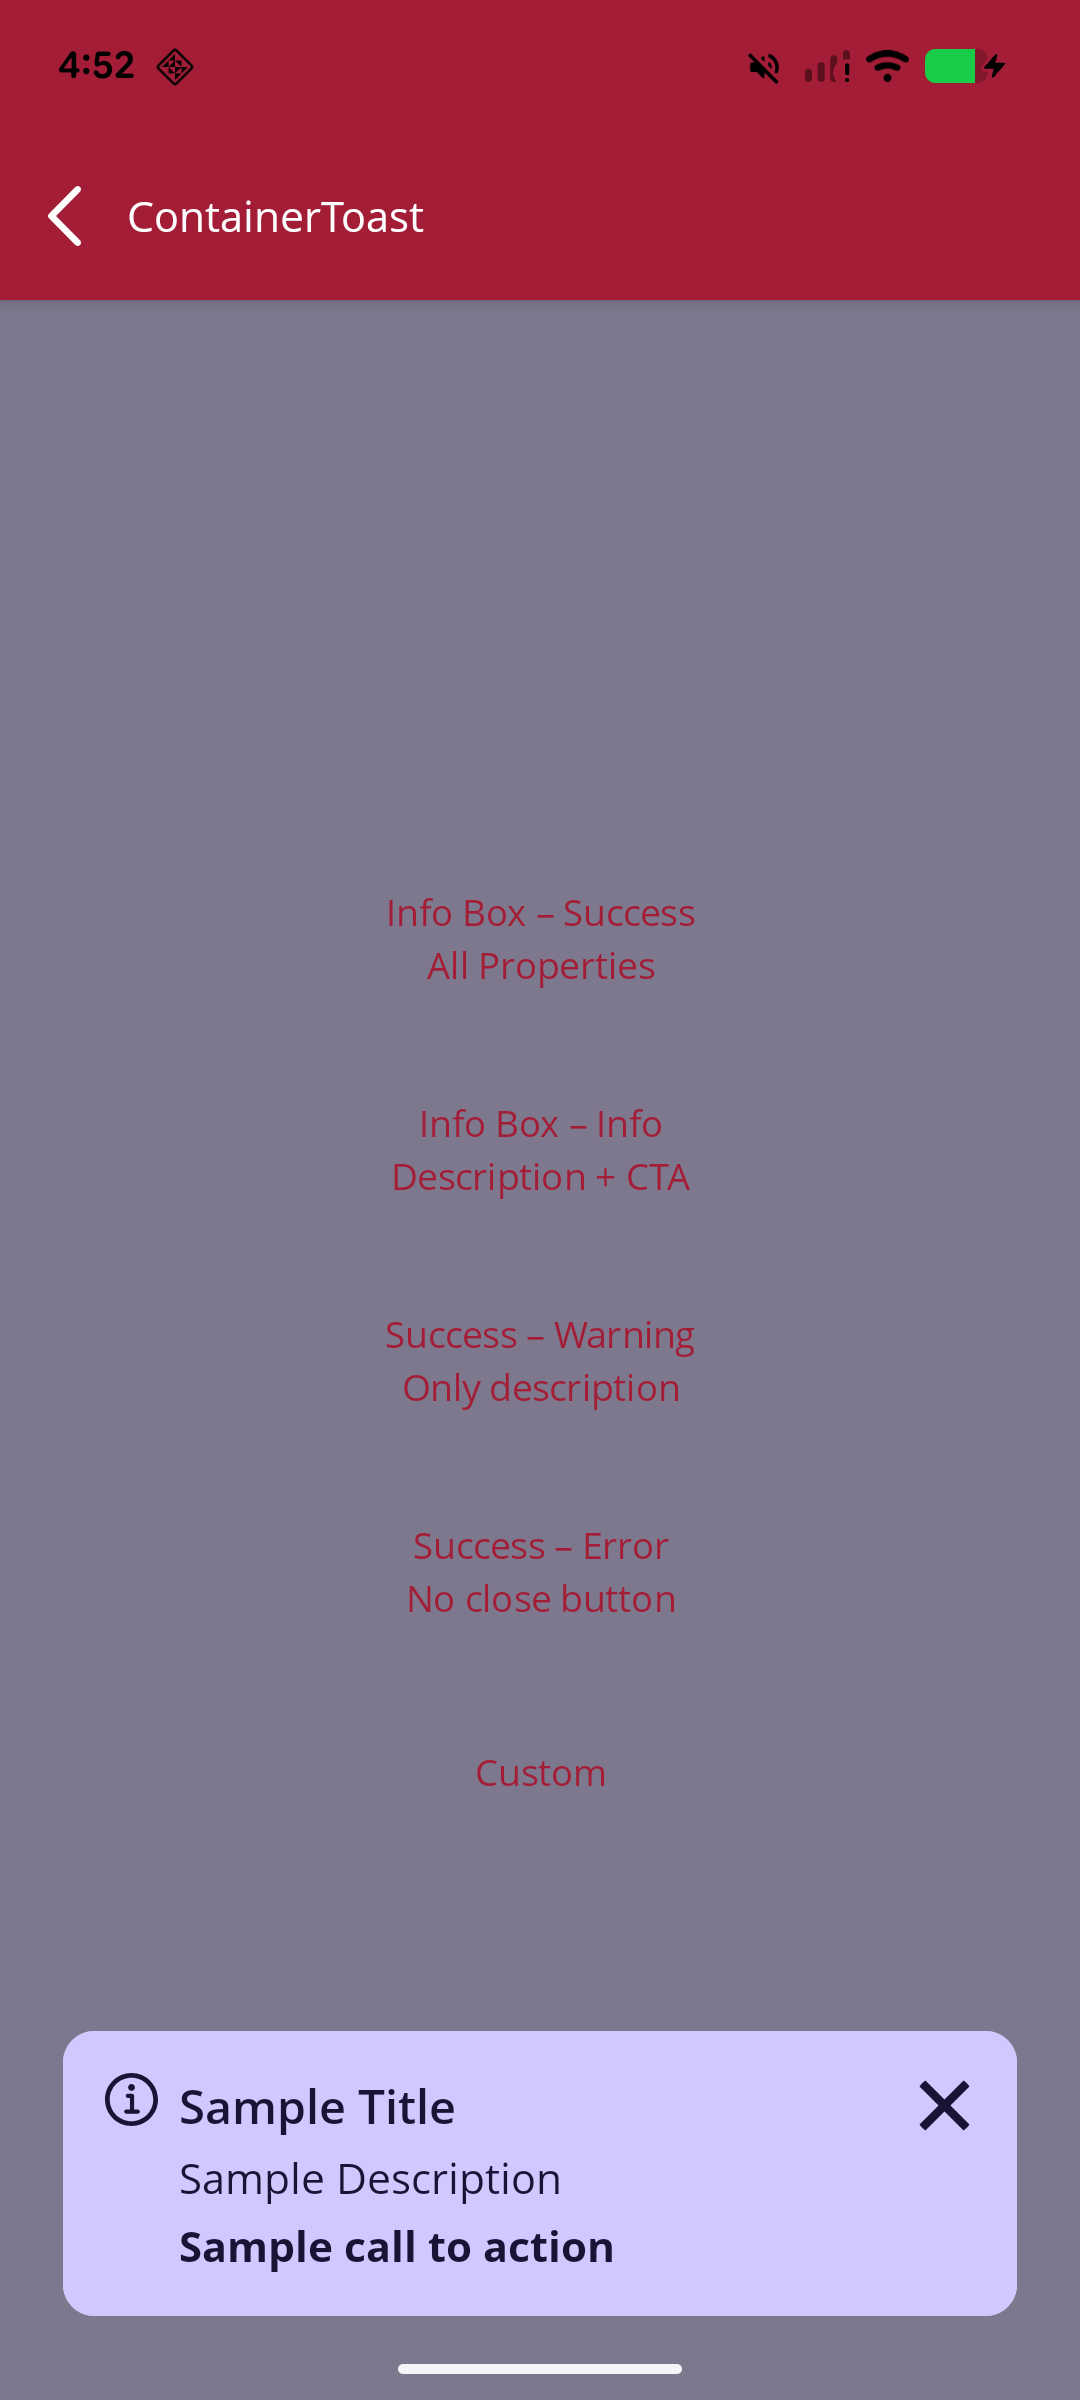 4:52
ContainerToast
Info Box – Success
All Properties
Info Box – Info
Description + CTA
Success – Warning
Only description
Success – Error
No close button
Custom
Sample Title
Sample Description
Sample call to action